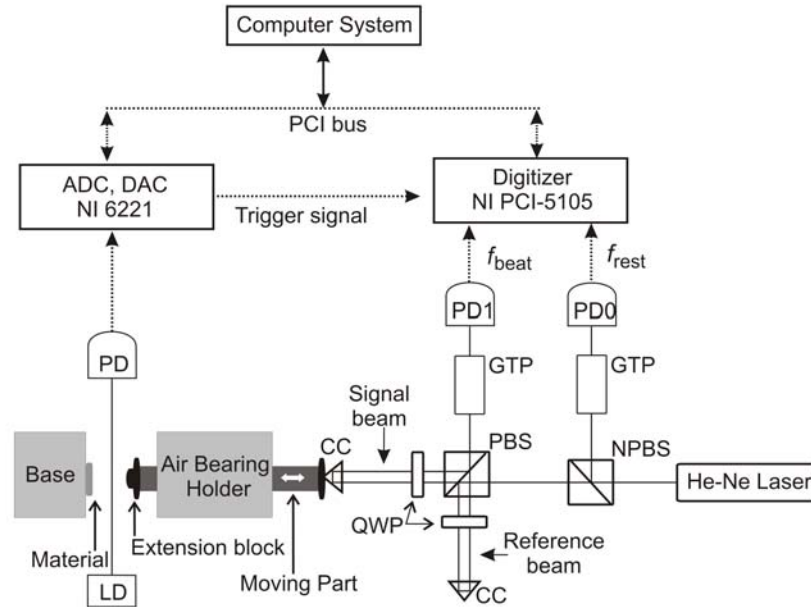 Computer System
PCI bus
ADC, DAC
NI 6221
Trigger signal
Digitizer
NI PCI-5105
f beat
f rest
PD1
PD0
PD
GTP
GTP
Signal
beam
CC
PBS
NPBS
Base
Air Bearing
Holder
He-Ne Laser
QWP
Material
Extension block
Moving Part
Reference
beam
LD
CC